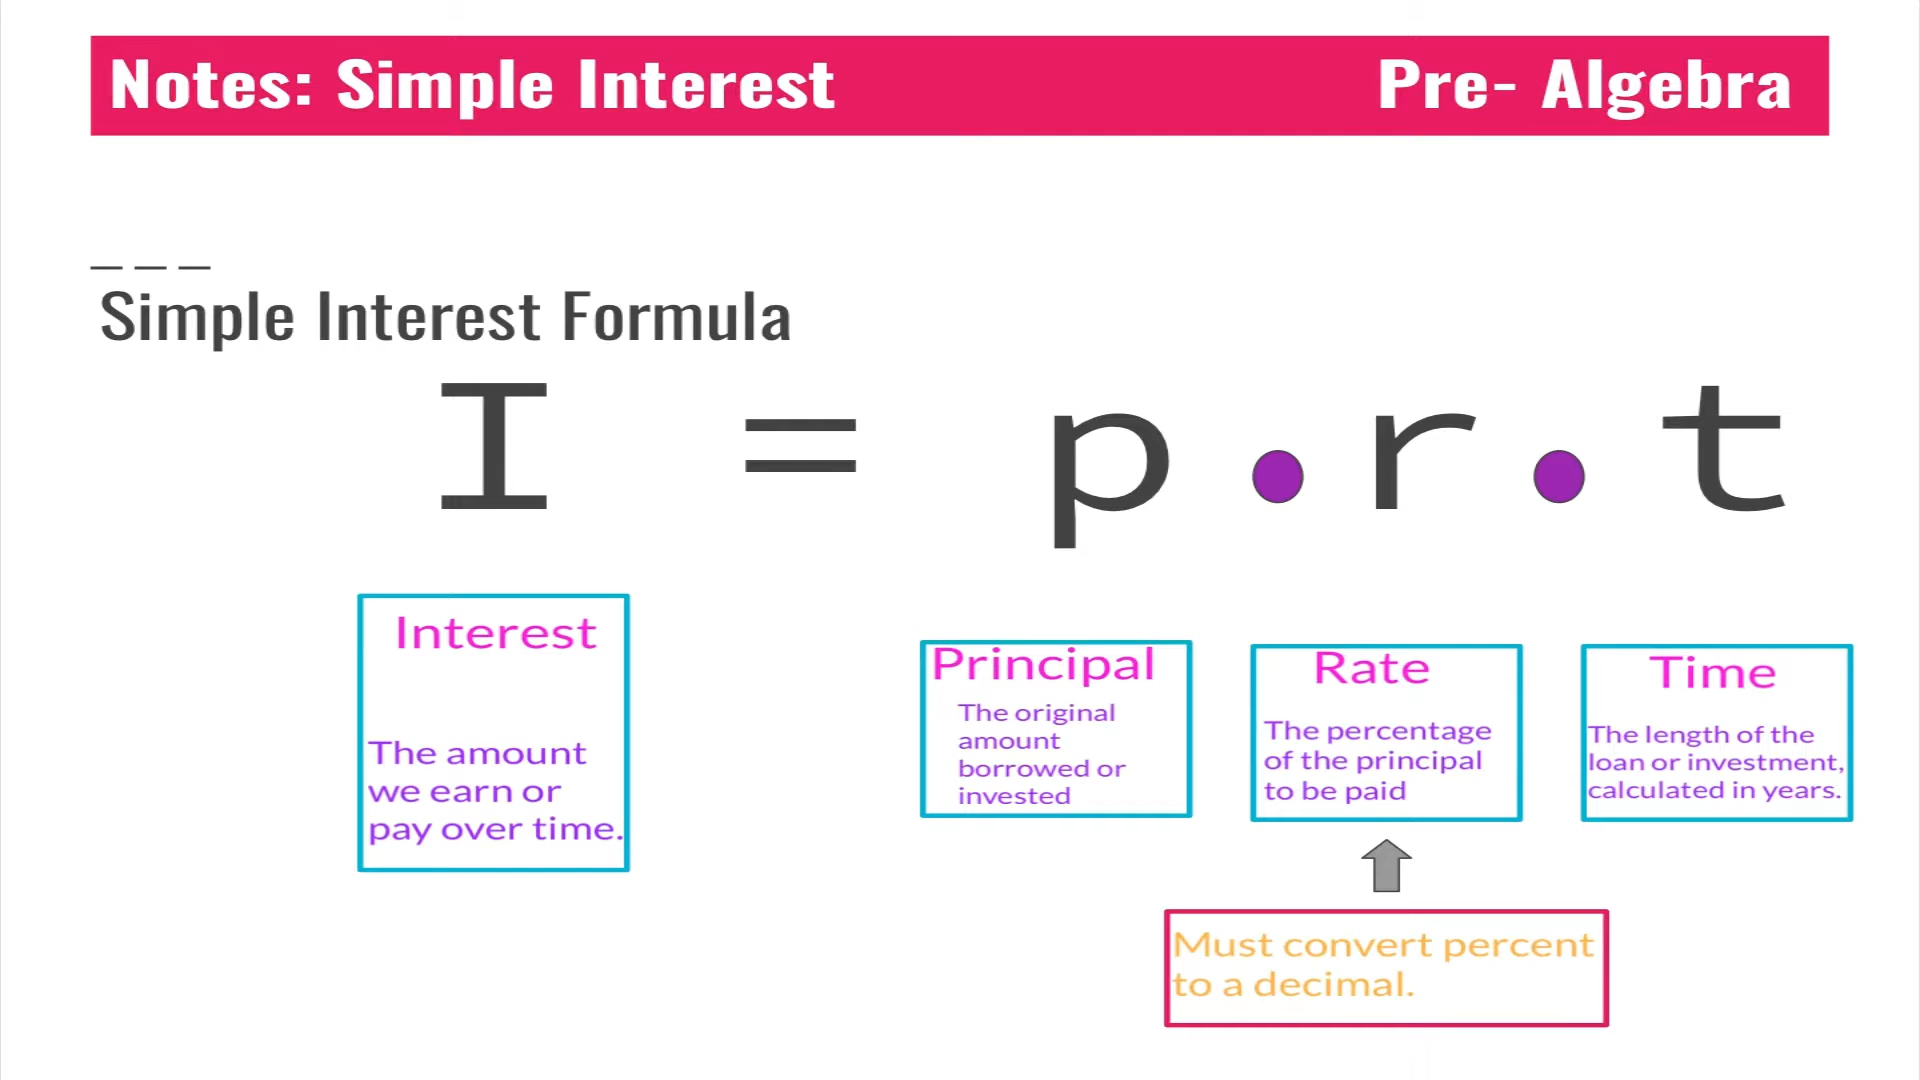 Notes: Simple Interest Pre- Algebra
Simple Interest Formula
I = p • r • t
Interest
The amount
we earn or
pay over time.
Principal
The original
amount
borrowed or
invested
Rate
The percentage
of the principal
to be paid
Time
The length of the
loan or investment,
calculated in years.
Must convert percent
to a decimal.